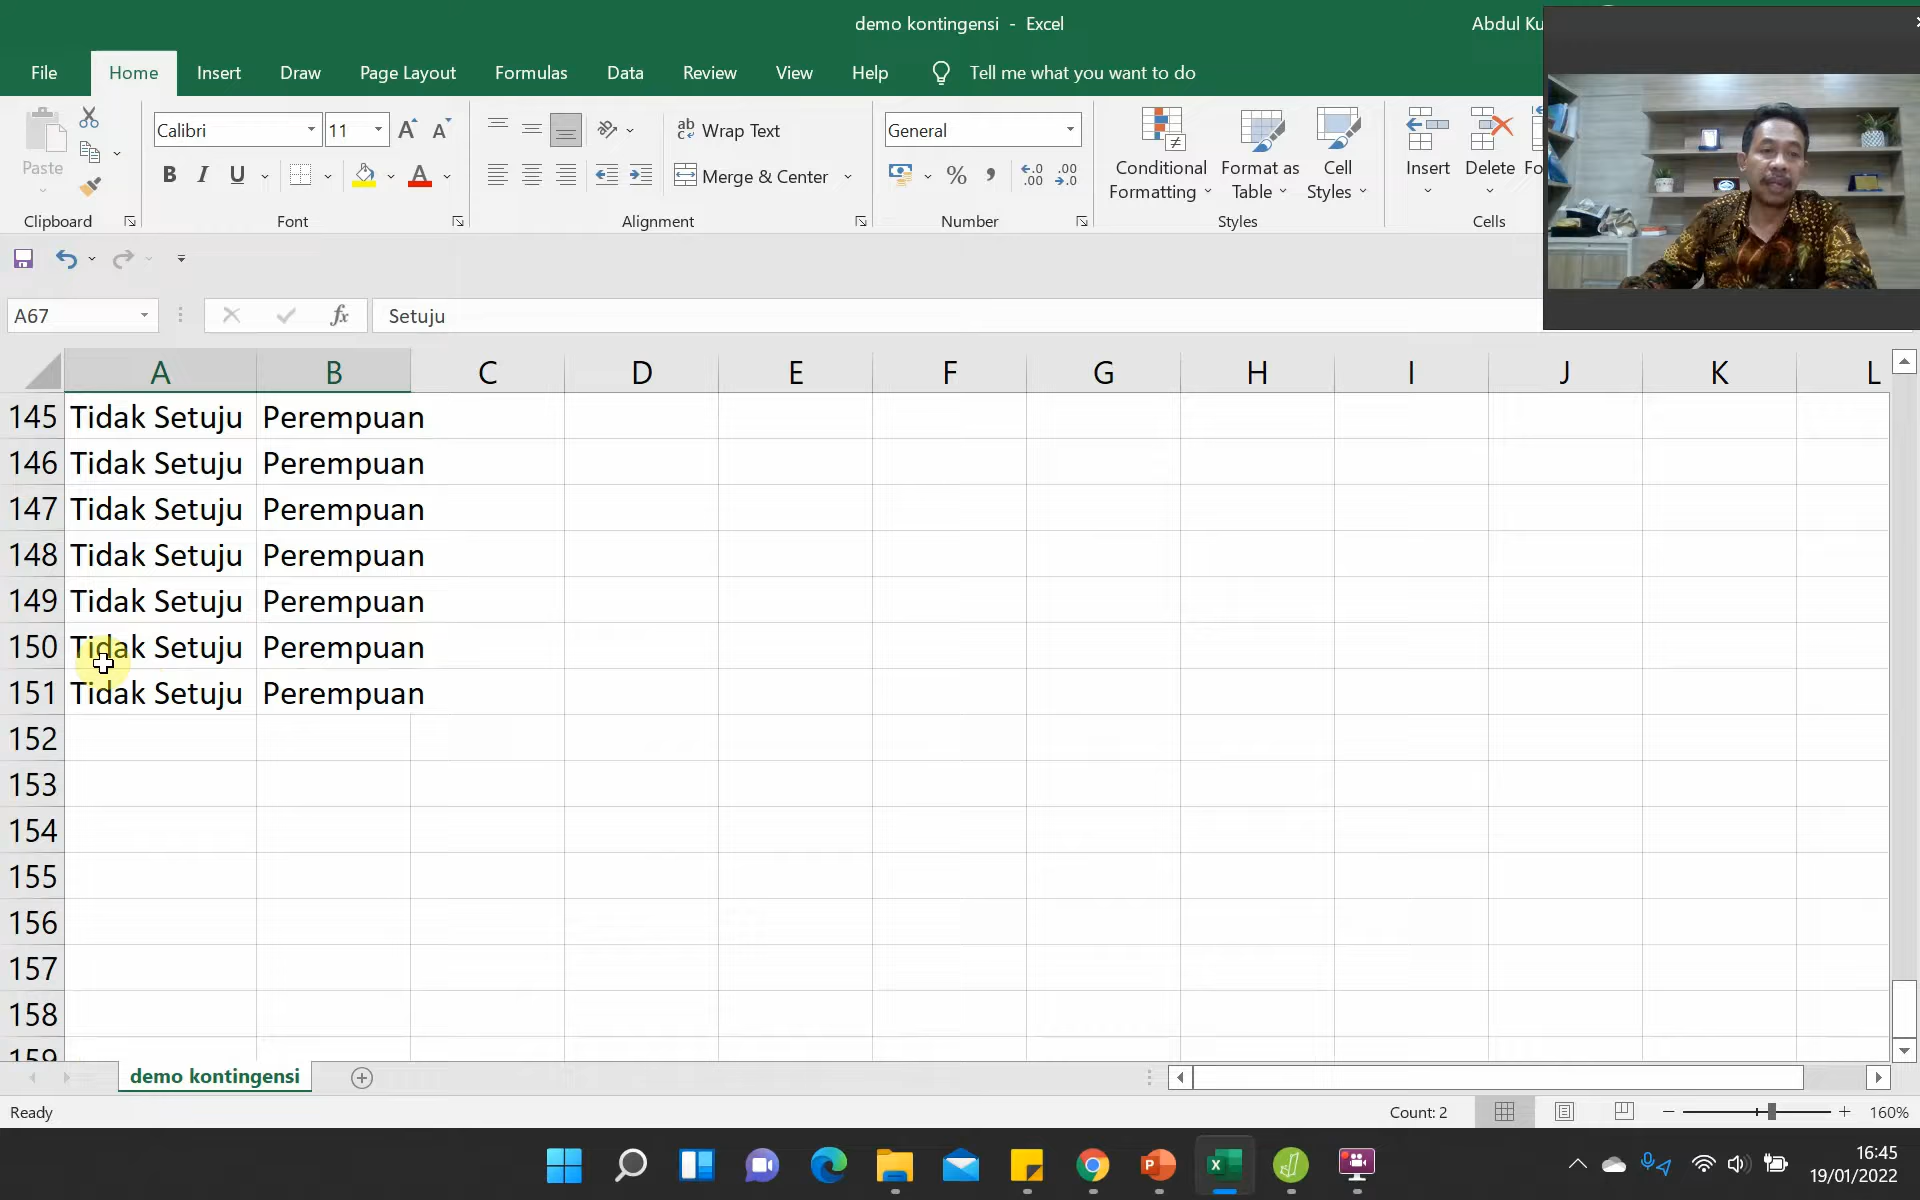 demo kontingensi - Excel
Abdul Ku
File Home Insert Draw Page Layout Formulas Data Review View Help Tell me what you want to do
Paste
Calibri 11
Wrap Text
Merge & Center
General
Conditional Formatting
Format as Table
Cell Styles
Insert Delete Fo
Clipboard Font Alignment Number Styles Cells
A67 fx Setuju
A B C D E F G H I J K L
145 Tidak Setuju Perempuan
146 Tidak Setuju Perempuan
147 Tidak Setuju Perempuan
148 Tidak Setuju Perempuan
149 Tidak Setuju Perempuan
150 Tidak Setuju Perempuan
151 Tidak Setuju Perempuan
152
153
154
155
156
157
158
159
demo kontingensi
Ready Count: 2 160%
16:45
19/01/2022